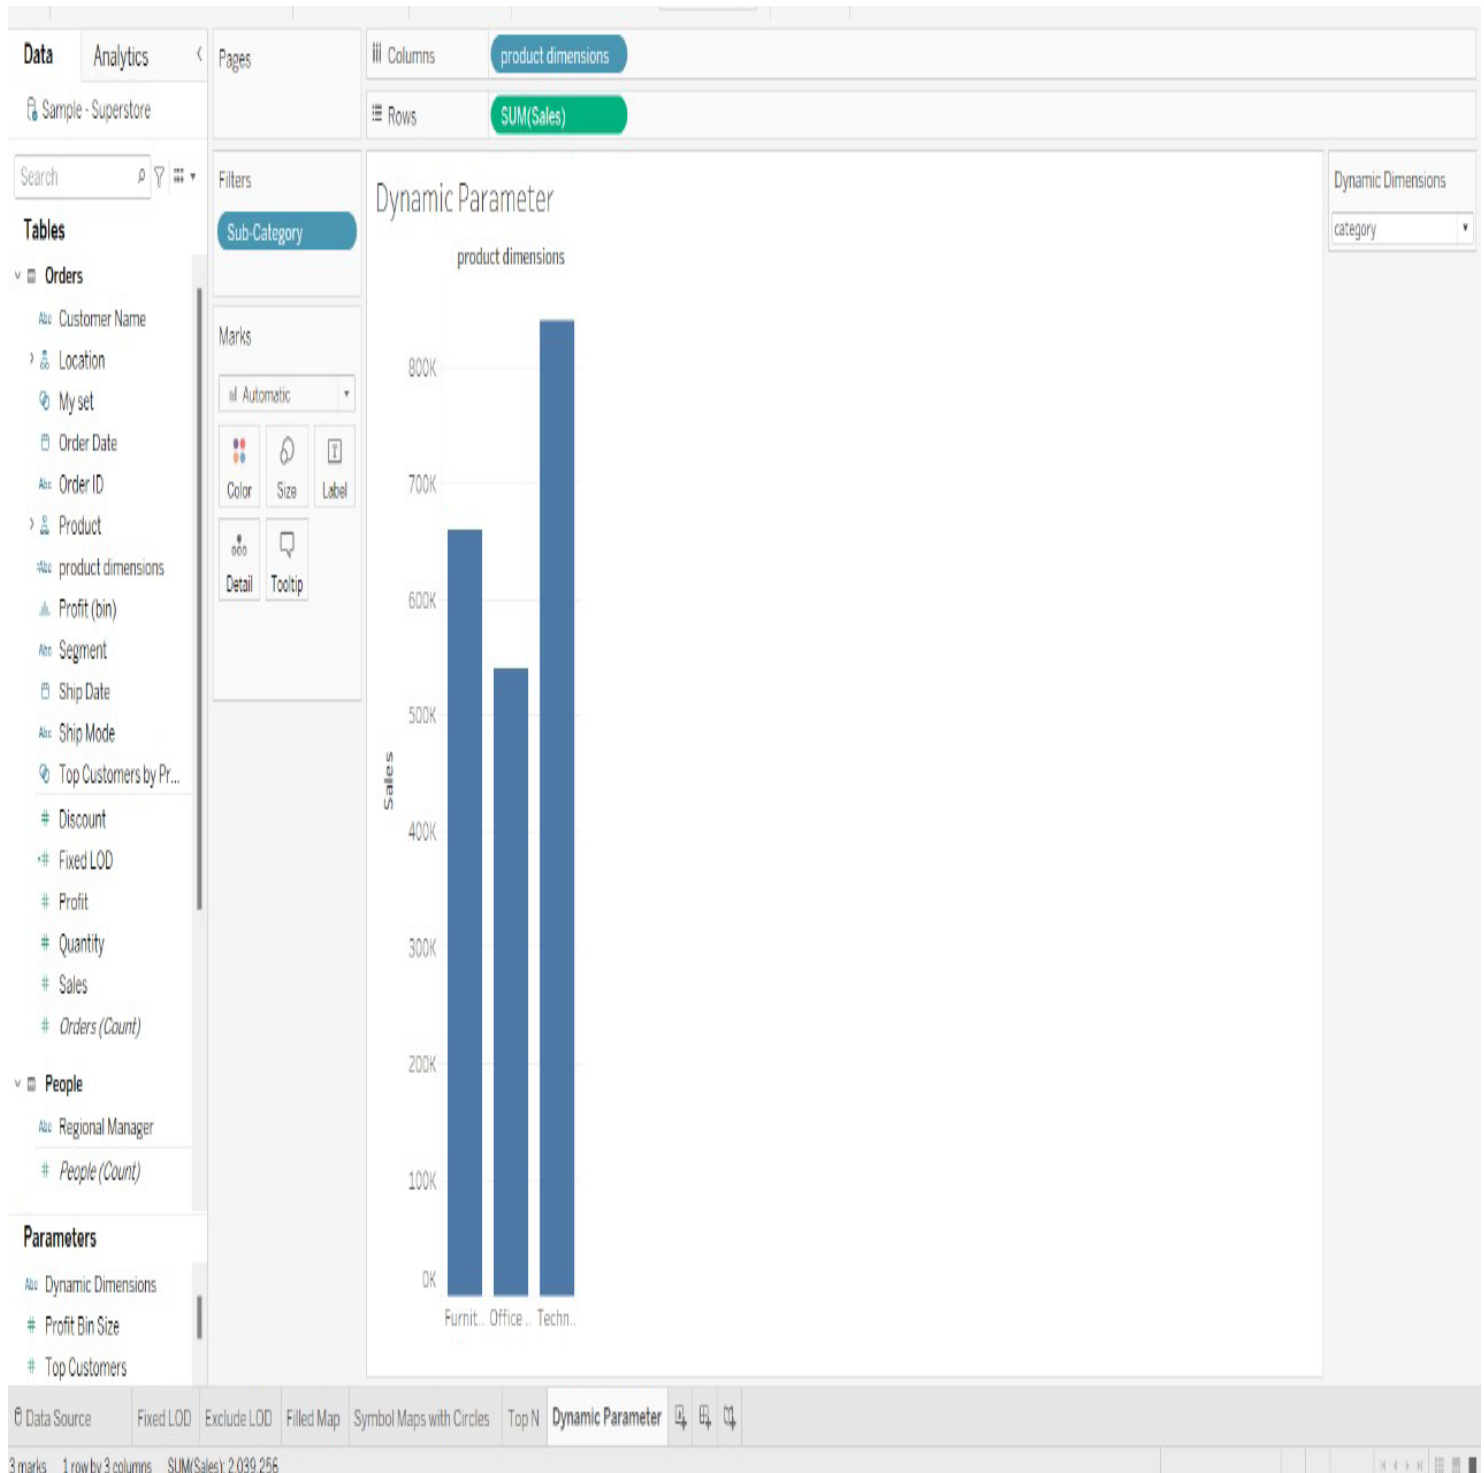 Data
Analytics
Pages
Columns
product dimensions
Sample - Superstore
Rows
SUM(Sales)
Search
Filters
Sub-Category
Dynamic Parameter
Dynamic Dimensions
category
Tables
product dimensions
Orders
Customer Name
Location
My set
Order Date
Order ID
Product
product dimensions
Profit (bin)
Segment
Ship Date
Ship Mode
Top Customers by Pr...
Discount
Fixed LOD
Profit
Quantity
Sales
Orders (Count)
People
Regional Manager
People (Count)
Parameters
Dynamic Dimensions
Profit Bin Size
Top Customers
Marks
Automatic
Color
Size
Label
Detail
Tooltip
Sales
800K
700K
600K
500K
400K
300K
200K
100K
0K
Furnit.. Office .. Techn..
Data Source
Fixed LOD
Exclude LOD
Filled Map
Symbol Maps with Circles
Top N
Dynamic Parameter
3 marks 1 row by 3 columns SUM(Sales): 2,039,256